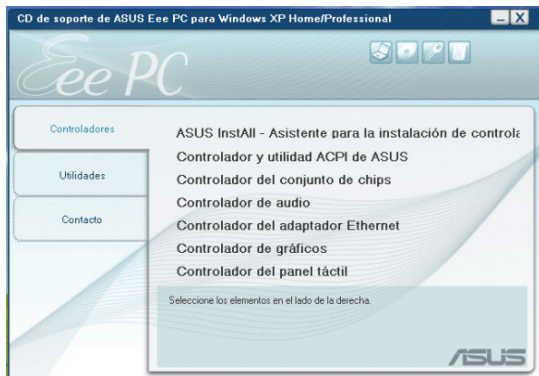 CD de soporte de ASUS Eee PC para Windows XP Home/Professional
Eee PC
Controladores
Utilidades
Contacto
ASUS InstAll - Asistente para la instalación de controla
Controlador y utilidad ACPI de ASUS
Controlador del conjunto de chips
Controlador de audio
Controlador del adaptador Ethernet
Controlador de gráficos
Controlador del panel táctil
Seleccione los elementos en el lado de la derecha.
ASUS